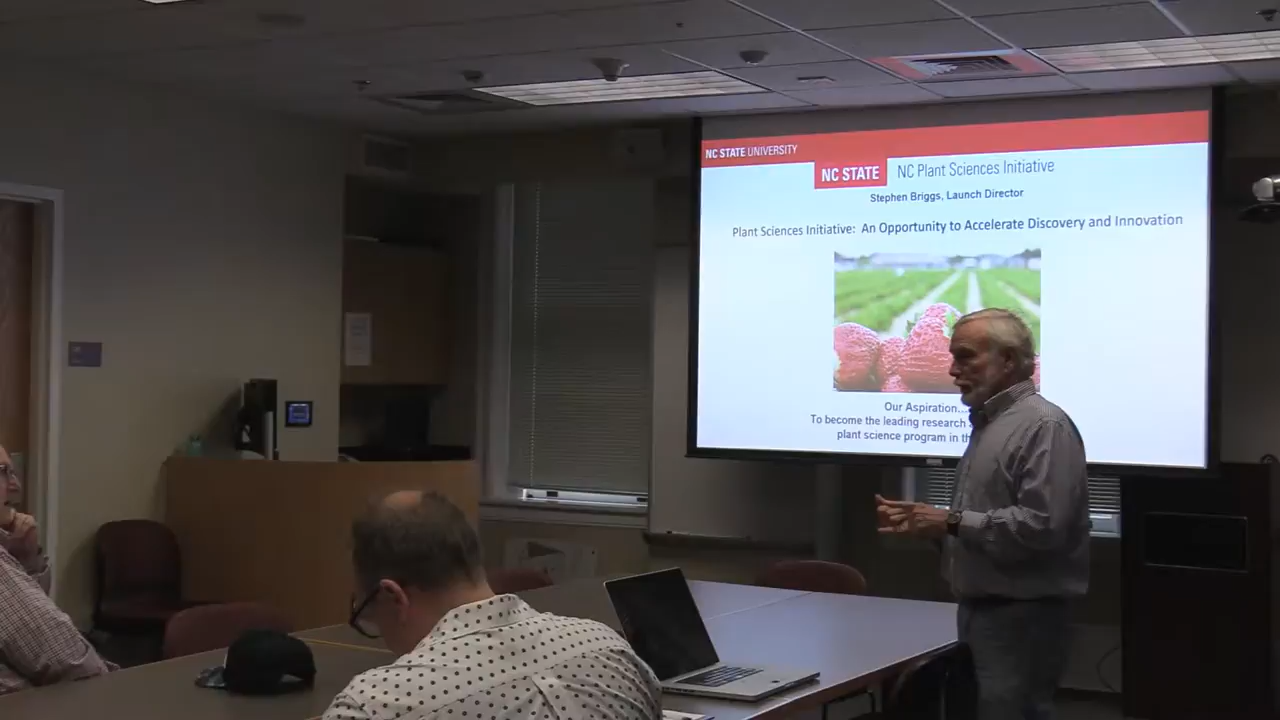 NC STATE UNIVERSITY
NC STATE
NC Plant Sciences Initiative
Stephen Briggs, Launch Director
Plant Sciences Initiative: An Opportunity to Accelerate Discovery and Innovation
Our Aspiration...
To become the leading research
plant science program in th